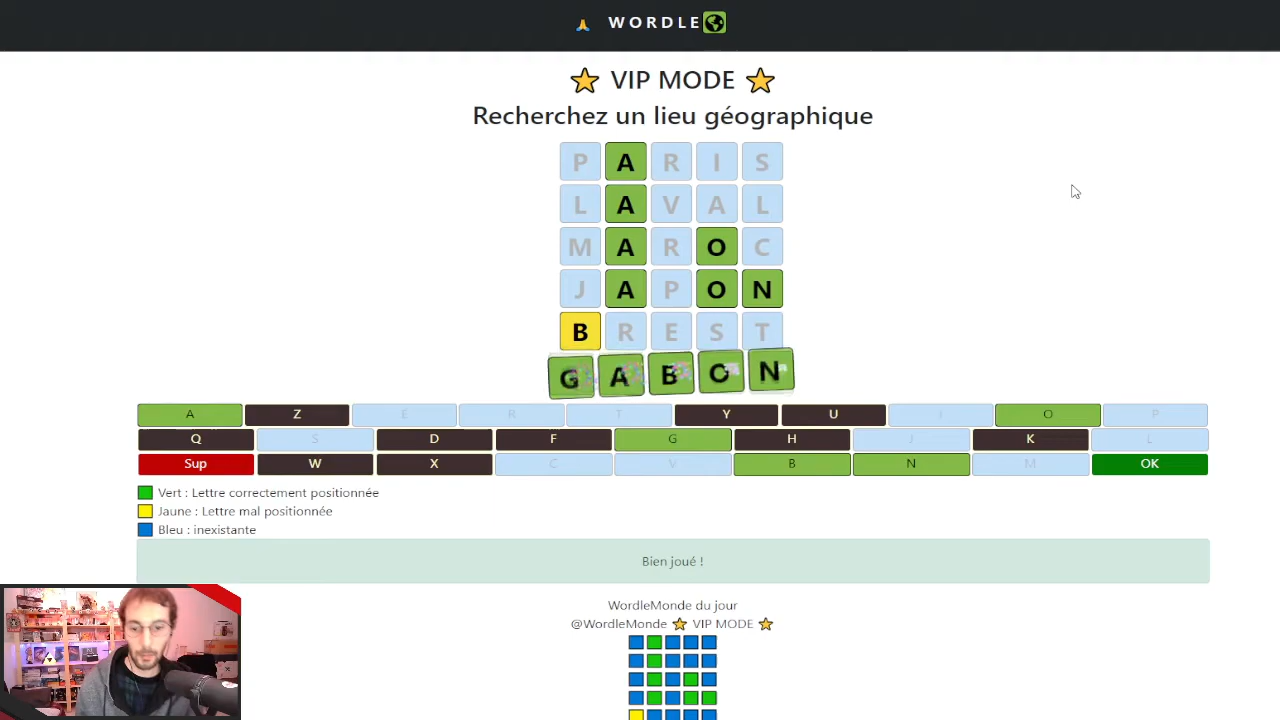 WORDLE
VIP MODE
Recherchez un lieu géographique
P A R I S
L A V A L
M A R O C
J A P O N
B R E S T
G A B O N
A Z E R T Y U I O P
Q S D F G H J K L
Sup W X C V B N M OK
Vert : Lettre correctement positionnée
Jaune : Lettre mal positionnée
Bleu : inexistante
Bien joué !
WordleMonde du jour
@WordleMonde VIP MODE